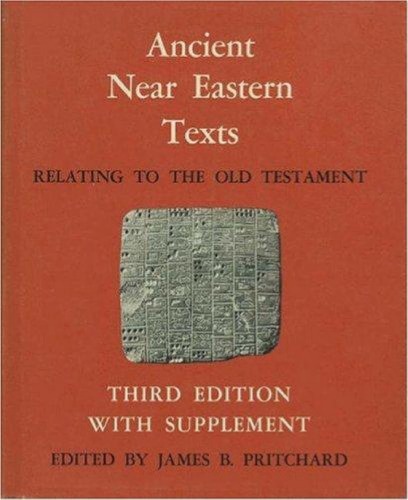 Ancient
Near Eastern
Texts
RELATING TO THE OLD TESTAMENT
THIRD EDITION
WITH SUPPLEMENT
EDITED BY JAMES B. PRITCHARD